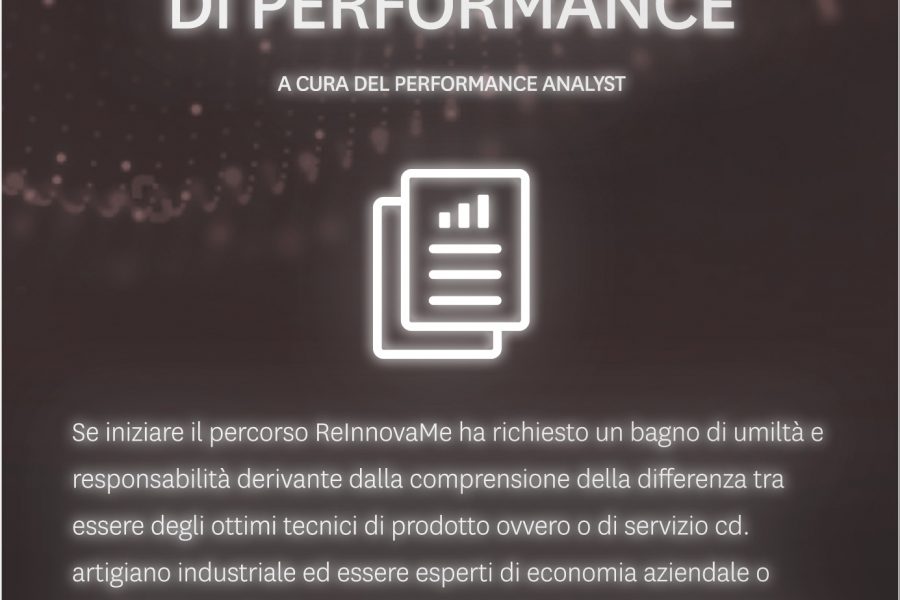 DI PERFORMANCE
A CURA DEL PERFORMANCE ANALYST
Se iniziare il percorso ReInnovaMe ha richiesto un bagno di umiltà e
responsabilità derivante dalla comprensione della differenza tra
essere degli ottimi tecnici di prodotto ovvero o di servizio cd.
artigiano industriale ed essere esperti di economia aziendale o